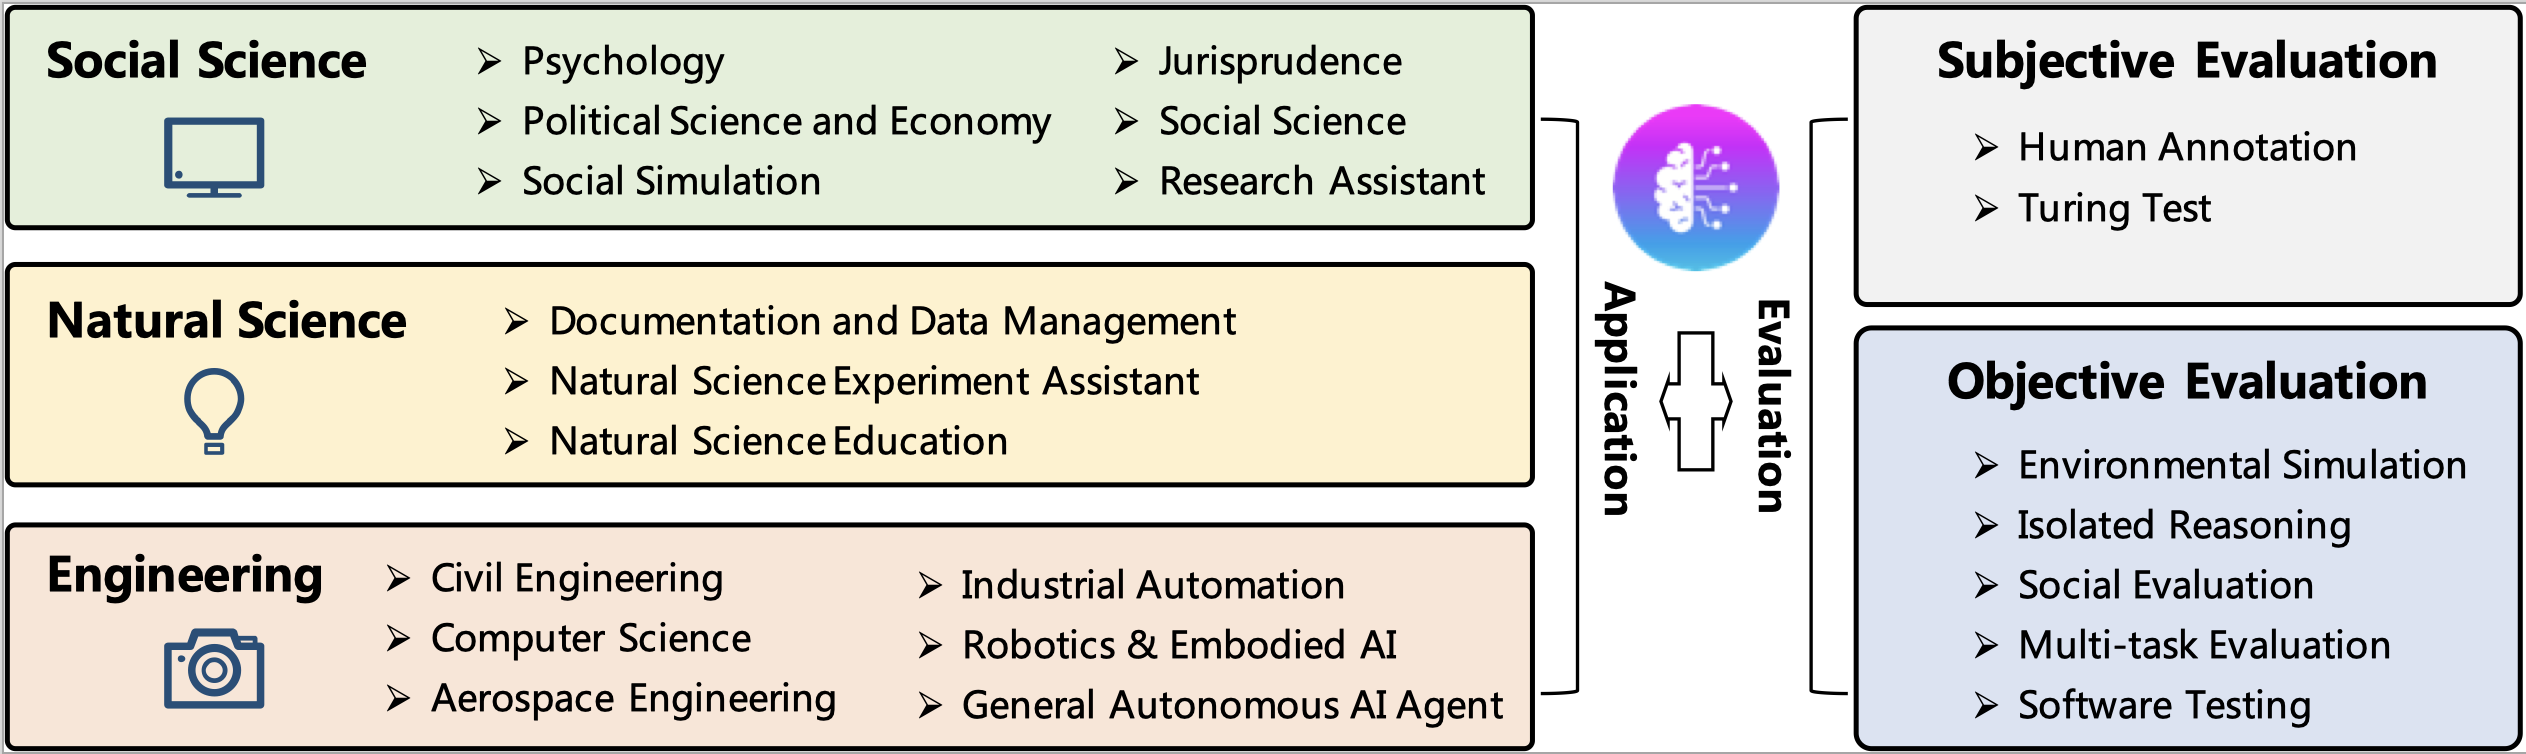 Social Science
Psychology
Political Science and Economy
Social Simulation
Jurisprudence
Social Science
Research Assistant
Natural Science
Documentation and Data Management
Natural Science Experiment Assistant
Natural Science Education
Engineering
Civil Engineering
Computer Science
Aerospace Engineering
Industrial Automation
Robotics & Embodied AI
General Autonomous AI Agent
Application
Evaluation
Subjective Evaluation
Human Annotation
Turing Test
Objective Evaluation
Environmental Simulation
Isolated Reasoning
Social Evaluation
Multi-task Evaluation
Software Testing